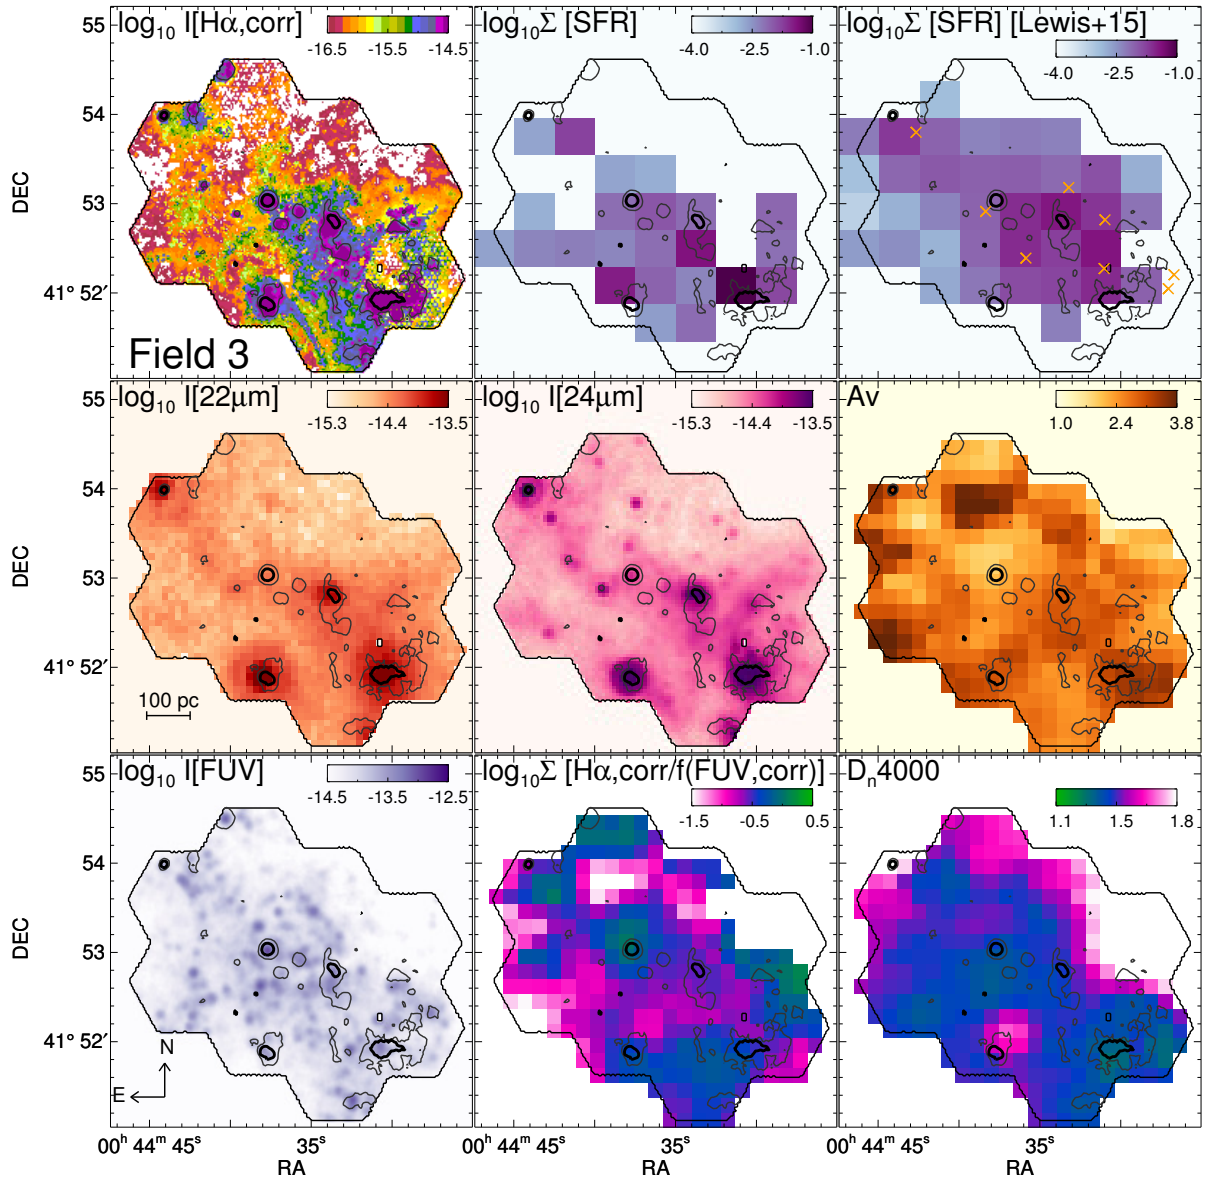 log₁₀ I[Hα,corr]
-16.5 -15.5 -14.5
log₁₀Σ [SFR]
-4.0 -2.5 -1.0
log₁₀Σ [SFR] [Lewis+15]
-4.0 -2.5 -1.0
55
54
53
41° 52′
DEC
Field 3
log₁₀ I[22μm]
-15.3 -14.4 -13.5
log₁₀ I[24μm]
-15.3 -14.4 -13.5
Av
1.0 2.4 3.8
55
54
53
41° 52′
DEC
100 pc
log₁₀ I[FUV]
-14.5 -13.5 -12.5
log₁₀Σ [Hα,corr/f(FUV,corr)]
-1.5 -0.5 0.5
Dₙ4000
1.1 1.5 1.8
55
54
53
41° 52′
DEC
N
E
00ʰ 44ᵐ 45ˢ 35ˢ
00ʰ 44ᵐ 45ˢ 35ˢ
00ʰ 44ᵐ 45ˢ 35ˢ
RA
RA
RA